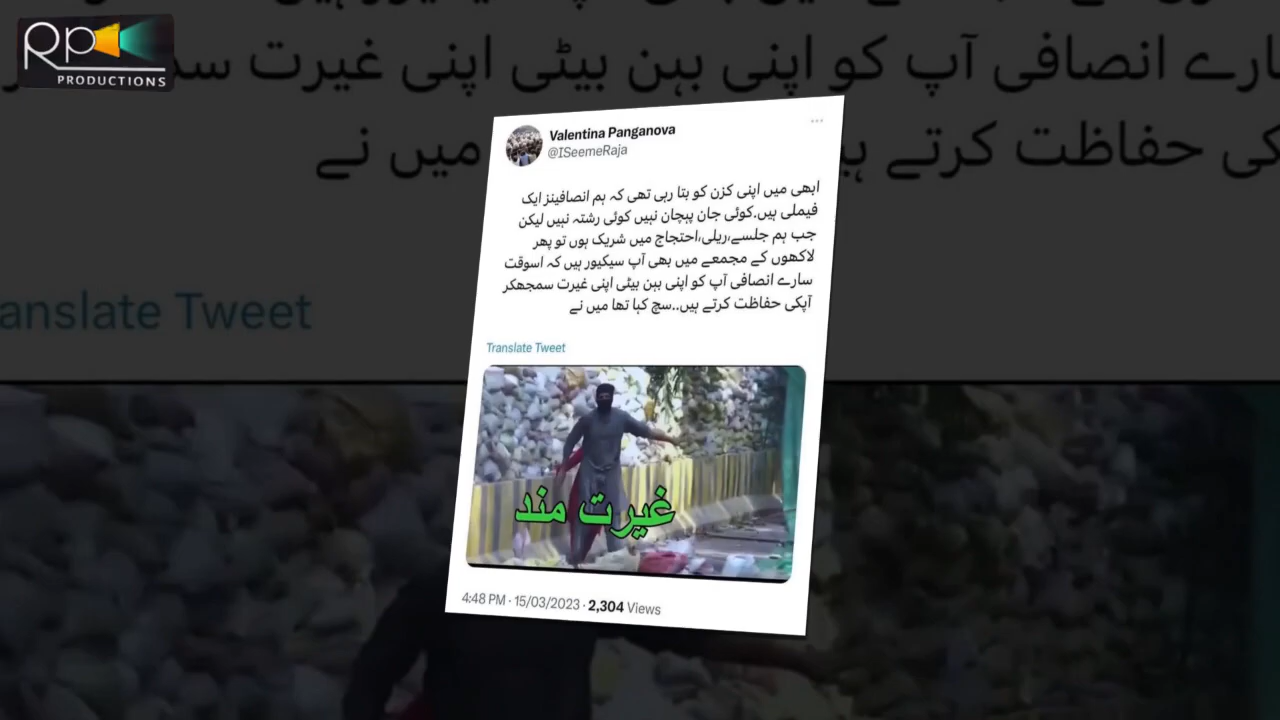 Rp
PRODUCTIONS
سارے انصافی آپ کو اپنی بہن بیٹی اپنی غیرت
کی حفاظت کرتے
میں نے
anslate Tweet
Valentina Panganova
@ISeemeRaja
ابھی میں اپنی کزن کو بتا رہی تھی کہ ہم انصافینز ایک
فیملی ہیں.کوئی جان پہچان نہیں کوئی رشتہ نہیں لیکن
جب ہم جلسے،ریلی،احتجاج میں شریک ہوں تو پھر
لاکھوں کے مجمعے میں بھی آپ سیکیور ہیں کہ اسوقت
سارے انصافی آپ کو اپنی بہن بیٹی اپنی غیرت سمجھکر
آپکی حفاظت کرتے ہیں..سچ کہا تھا میں نے
Translate Tweet
غیرت مند
4:48 PM · 15/03/2023 · 2,304 Views